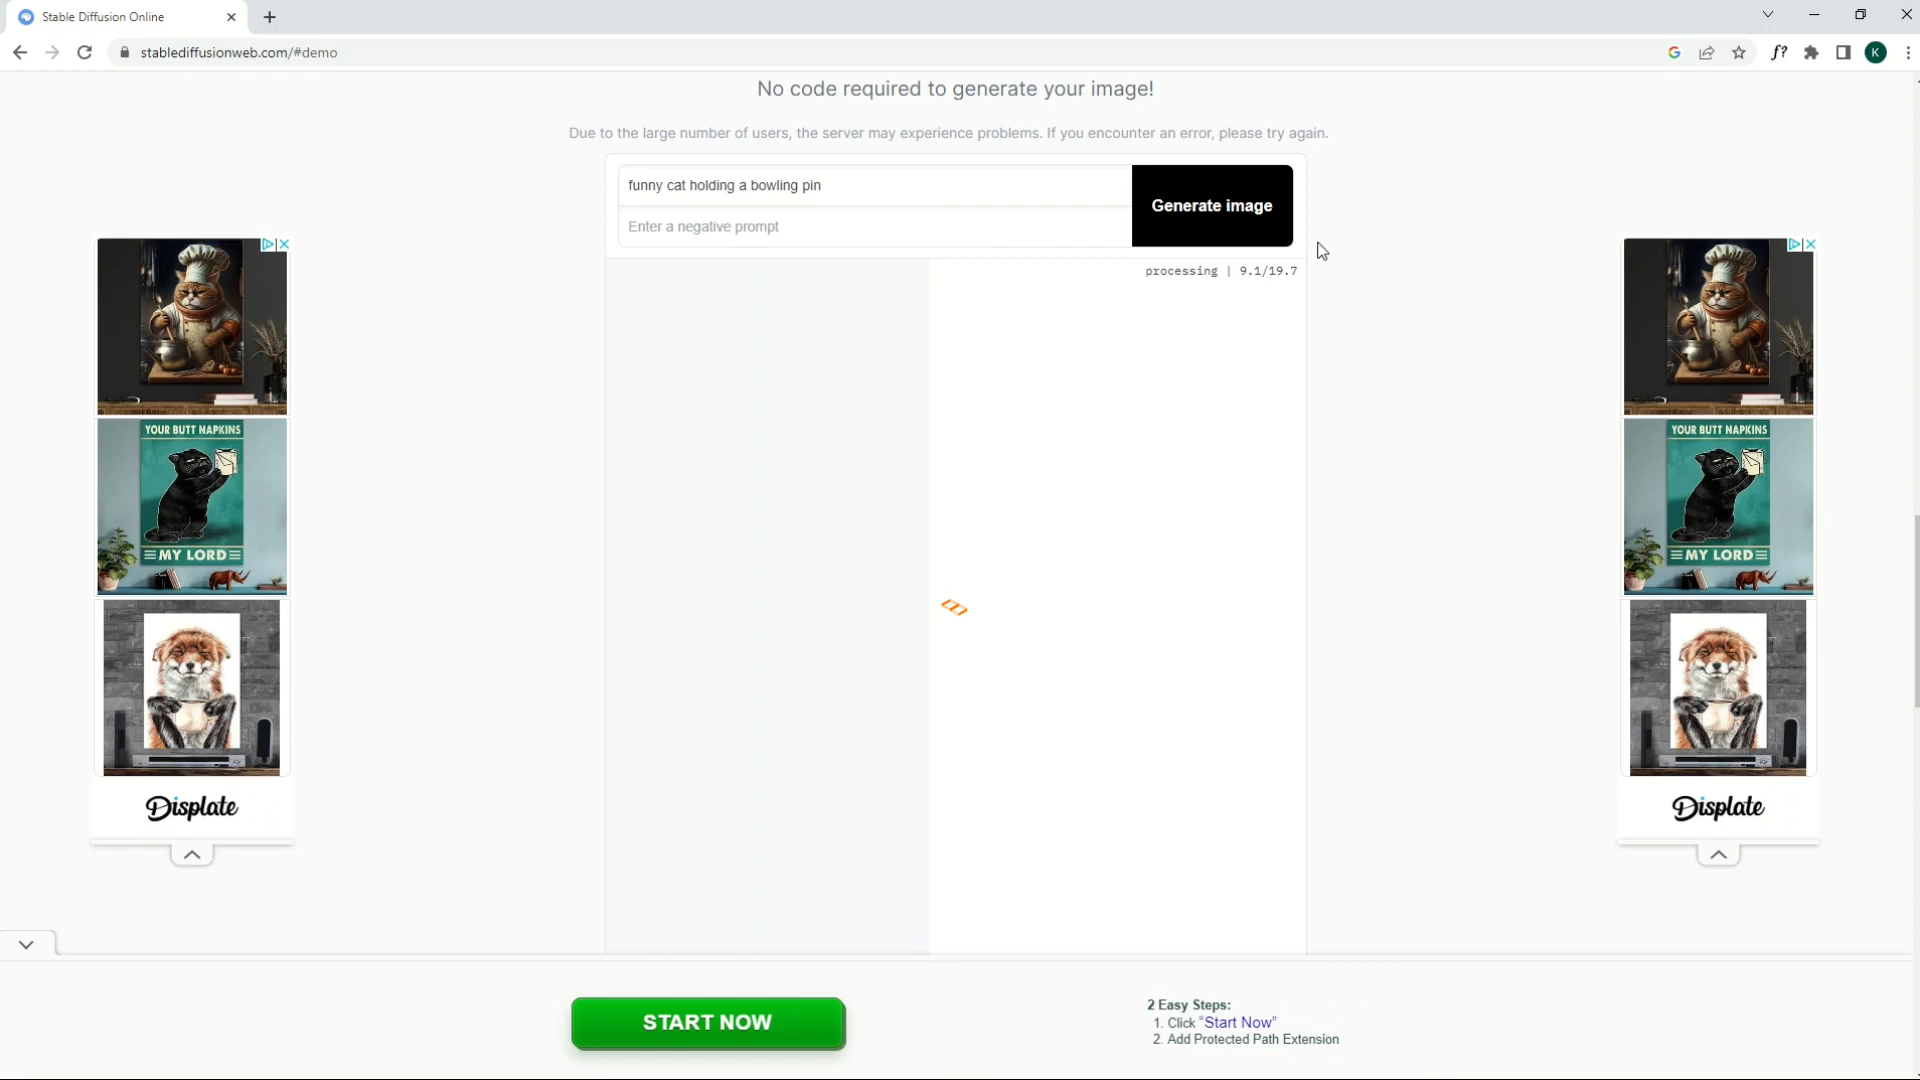 Stable Diffusion Online
stablediffusionweb.com/#demo
f?
K
No code required to generate your image!
Due to the large number of users, the server may experience problems. If you encounter an error, please try again.
funny cat holding a bowling pin
Enter a negative prompt
Generate image
processing | 9.1/19.7
YOUR BUTT NAPKINS
MY LORD
Displate
YOUR BUTT NAPKINS
MY LORD
Displate
START NOW
2 Easy Steps:
1. Click "Start Now"
2. Add Protected Path Extension